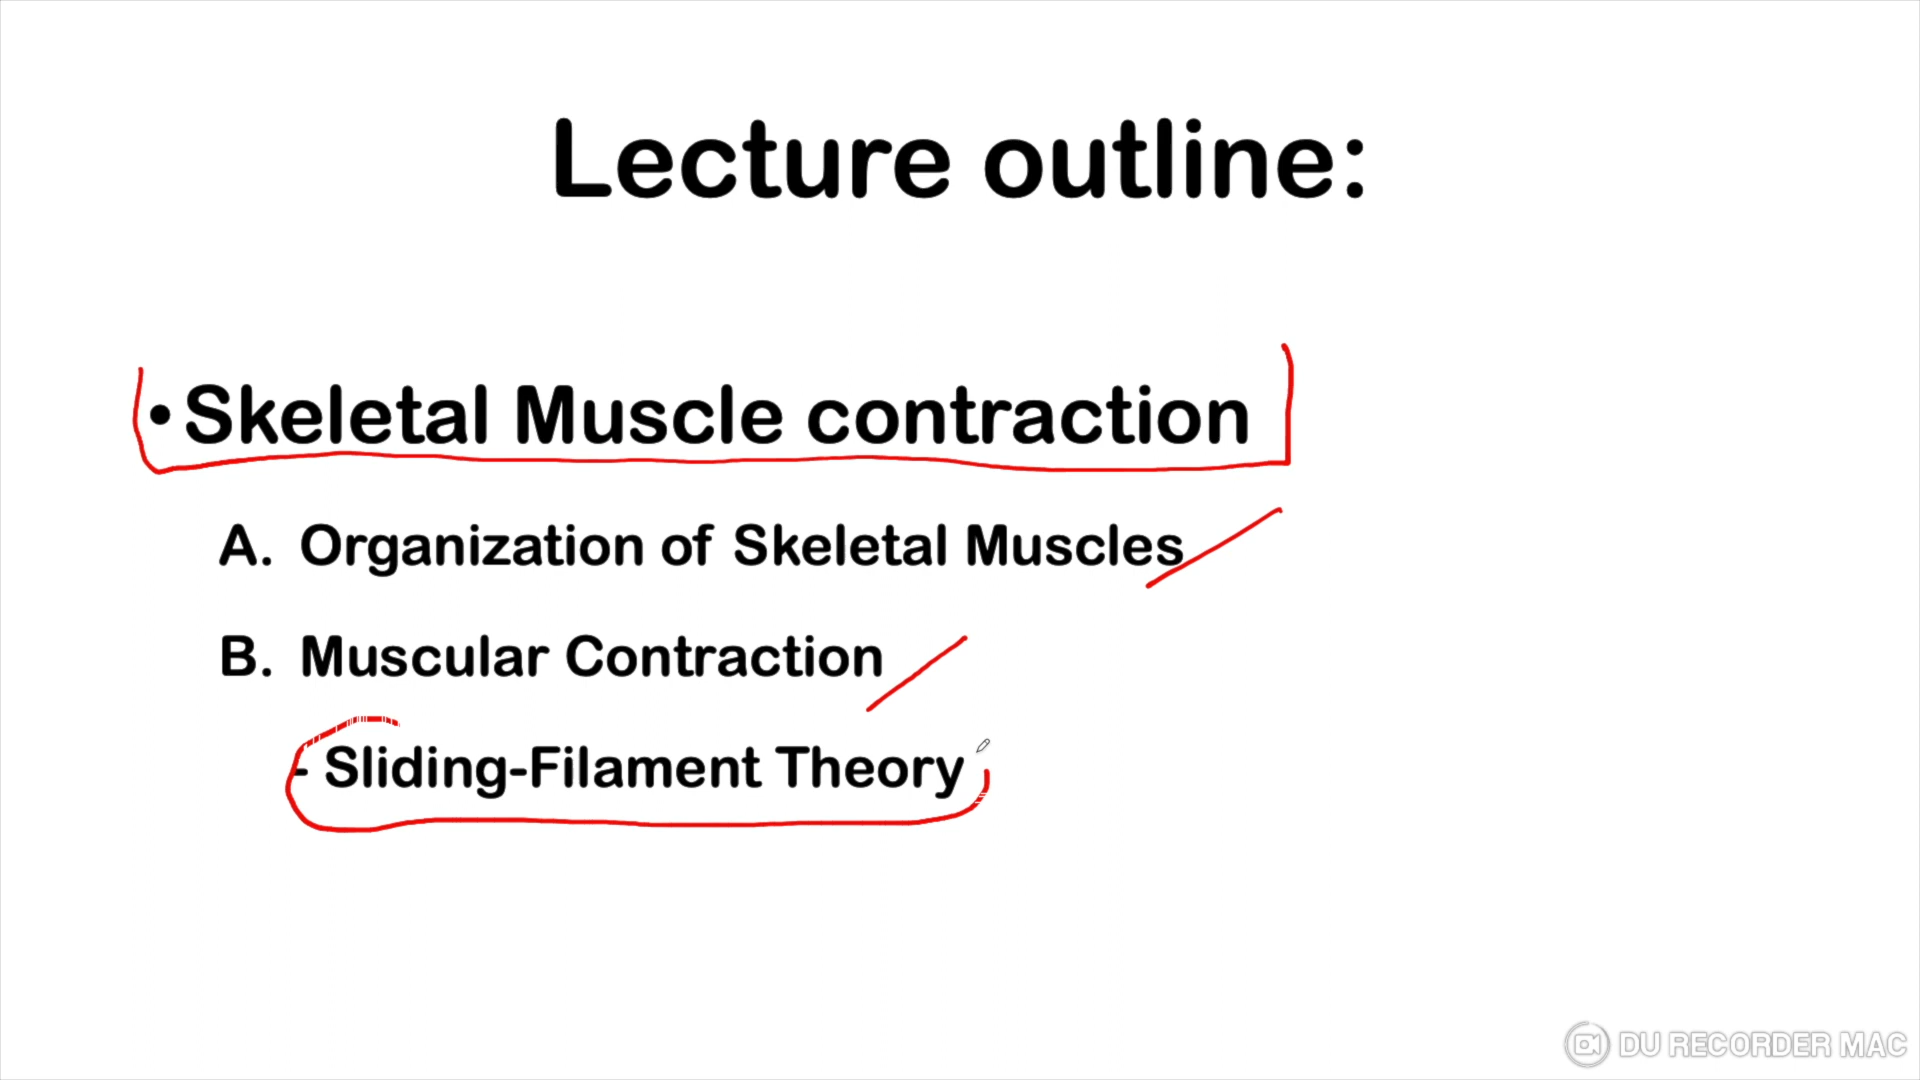 Lecture outline:
• Skeletal Muscle contraction
A. Organization of Skeletal Muscles
B. Muscular Contraction
- Sliding-Filament Theory
DU RECORDER MAC